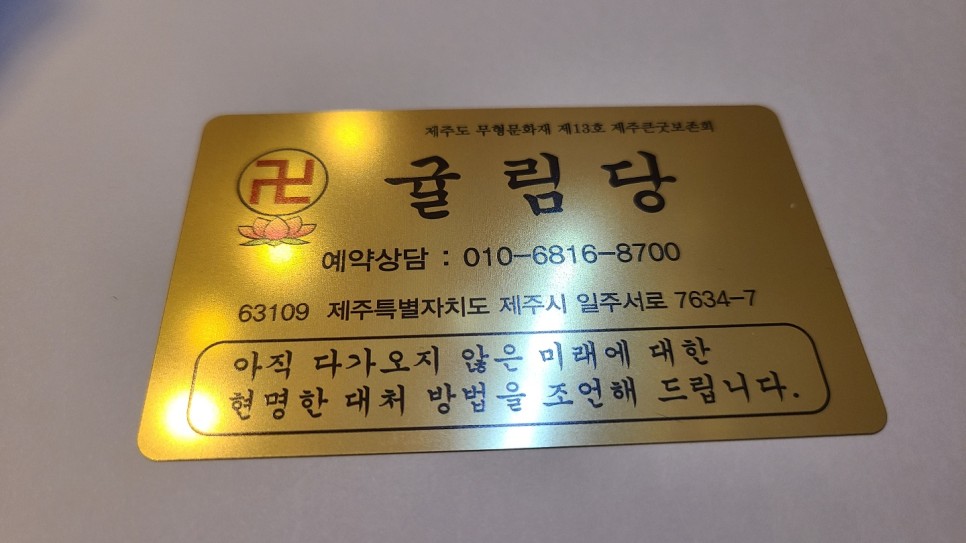 제주도 무형문화재 제13호 제주큰굿보존회
卍
귤림당
예약상담 : 010-6816-8700
63109 제주특별자치도 제주시 일주서로 7634-7
아직 다가오지 않은 미래에 대한
현명한 대처 방법을 조언해 드립니다.